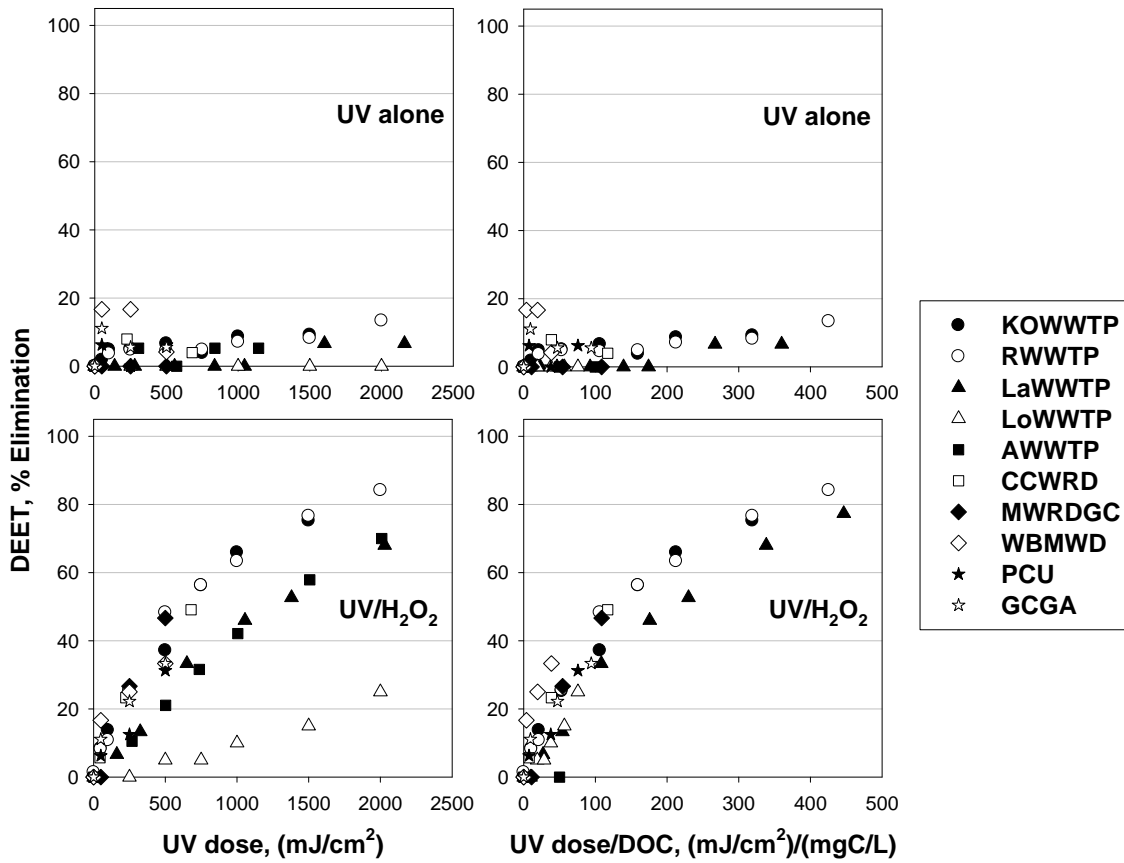 100
80
60
40
20
0
UV alone
0 500 1000 1500 2000 2500
100
80
60
40
20
0
UV alone
0 100 200 300 400 500
DEET, % Elimination
100
80
60
40
20
0
UV/H₂O₂
0 500 1000 1500 2000 2500
UV dose, (mJ/cm²)
100
80
60
40
20
0
UV/H₂O₂
0 100 200 300 400 500
UV dose/DOC, (mJ/cm²)/(mgC/L)
KOWWTP
RWWTP
LaWWTP
LoWWTP
AWWTP
CCWRD
MWRDGC
WBMWD
PCU
GCGA